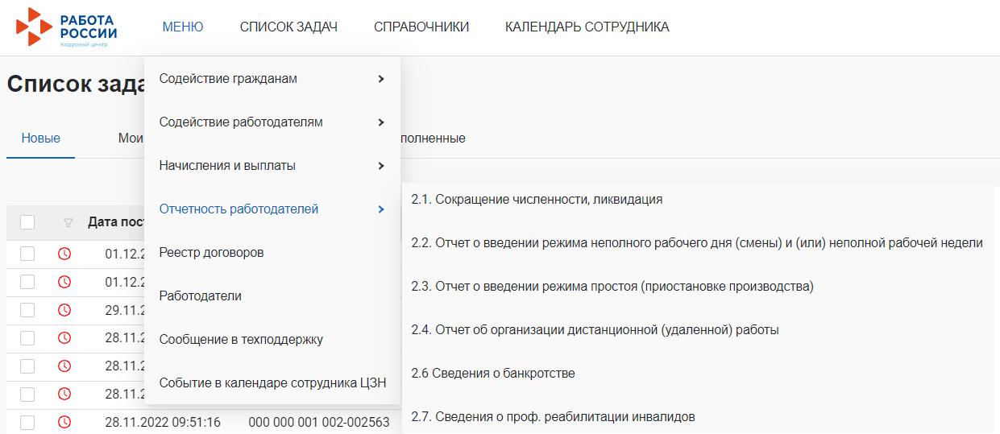 РАБОТА
РОССИИ
Кадровый центр
МЕНЮ СПИСОК ЗАДАЧ СПРАВОЧНИКИ КАЛЕНДАРЬ СОТРУДНИКА
Список зада
Содействие гражданам
Содействие работодателям
Новые Мои полненные
Начисления и выплаты
Отчетность работодателей
2.1. Сокращение численности, ликвидация
Дата пост
2.2. Отчет о введении режима неполного рабочего дня (смены) и (или) неполной рабочей недели
01.12.2
Реестр договоров
01.12.2
2.3. Отчет о введении режима простоя (приостановке производства)
Работодатели
29.11.2
2.4. Отчет об организации дистанционной (удаленной) работы
28.11.2
Сообщение в техподдержку
28.11.2
2.6 Сведения о банкротстве
Событие в календаре сотрудника ЦЗН
28.11.2
2.7. Сведения о проф. реабилитации инвалидов
28.11.2022 09:51:16 000 000 001 002-002563